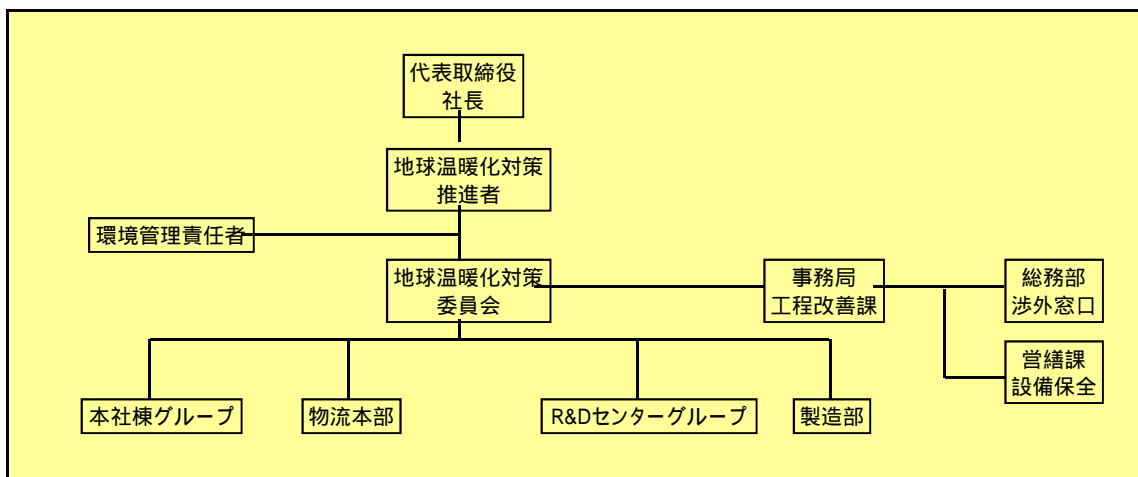 代表取締役
社長
地球温暖化対策
推進者
環境管理責任者
地球温暖化対策
委員会
事務局
工程改善課
総務部
渉外窓口
営繕課
設備保全
本社棟グループ
物流本部
R&Dセンターグループ
製造部